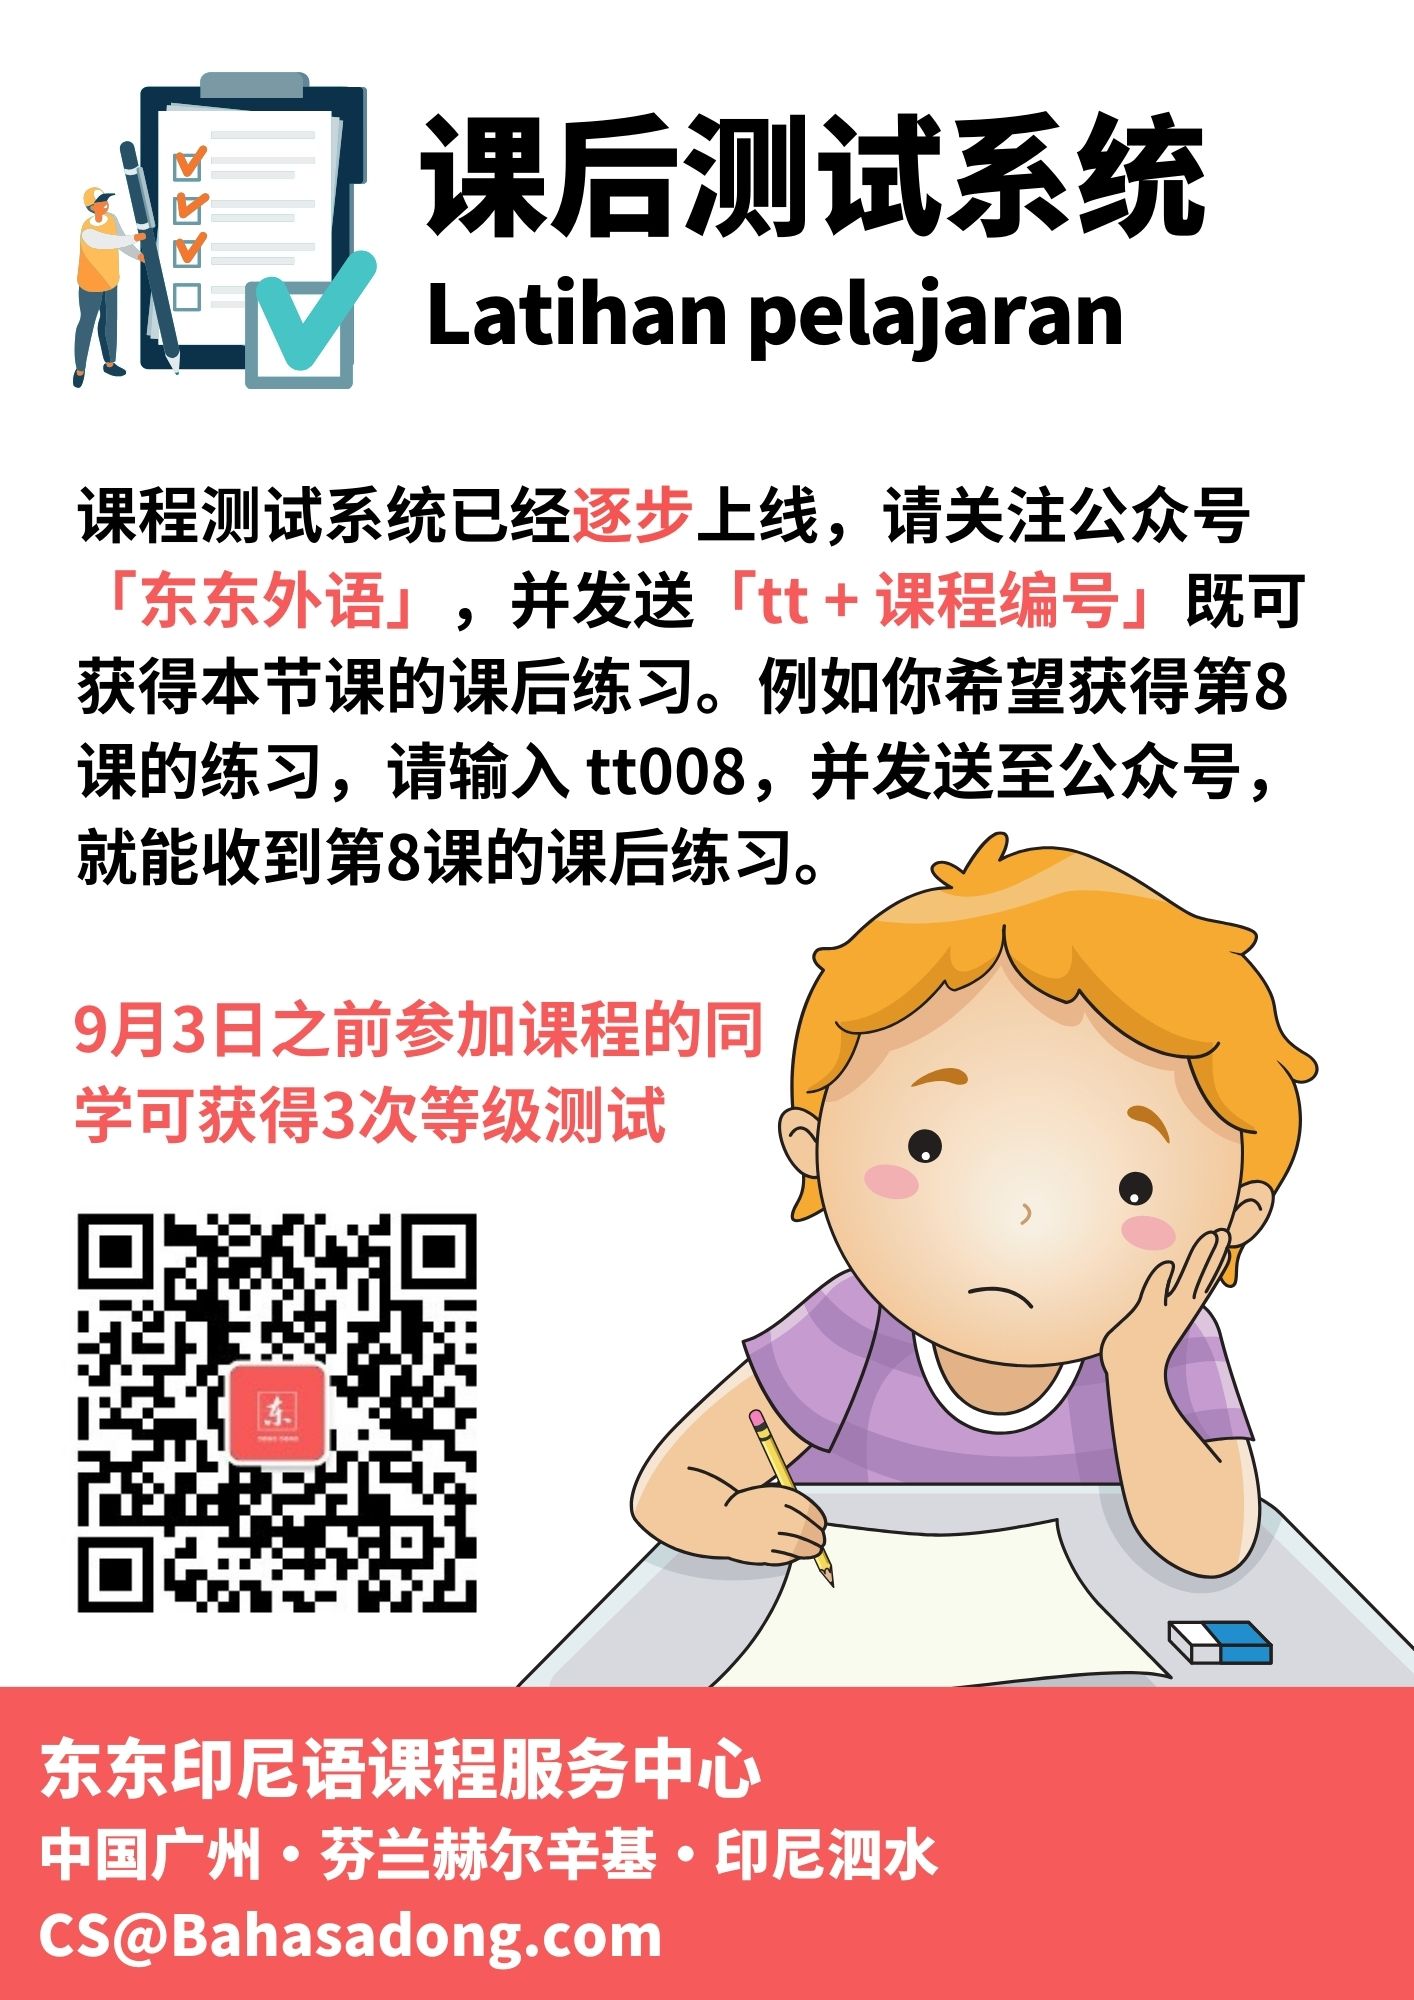 课后测试系统
Latihan pelajaran
课程测试系统已经逐步上线，请关注公众号
「东东外语」，并发送「tt + 课程编号」既可
获得本节课的课后练习。例如你希望获得第8
课的练习，请输入 tt008，并发送至公众号，
就能收到第8课的课后练习。
9月3日之前参加课程的同
学可获得3次等级测试
东
东东印尼语课程服务中心
中国广州・芬兰赫尔辛基・印尼泗水
CS@Bahasadong.com